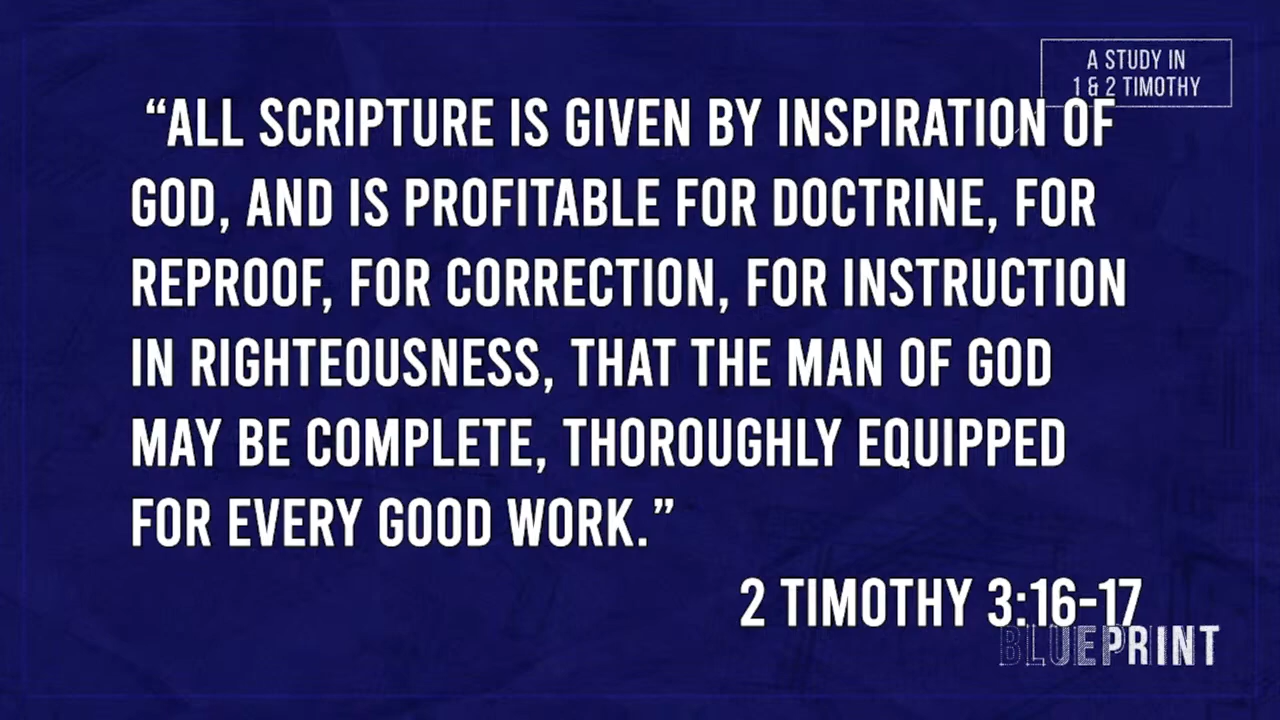 A STUDY IN
1 & 2 TIMOTHY
“ALL SCRIPTURE IS GIVEN BY INSPIRATION OF
GOD, AND IS PROFITABLE FOR DOCTRINE, FOR
REPROOF, FOR CORRECTION, FOR INSTRUCTION
IN RIGHTEOUSNESS, THAT THE MAN OF GOD
MAY BE COMPLETE, THOROUGHLY EQUIPPED
FOR EVERY GOOD WORK.”
2 TIMOTHY 3:16-17
BLUEPRINT